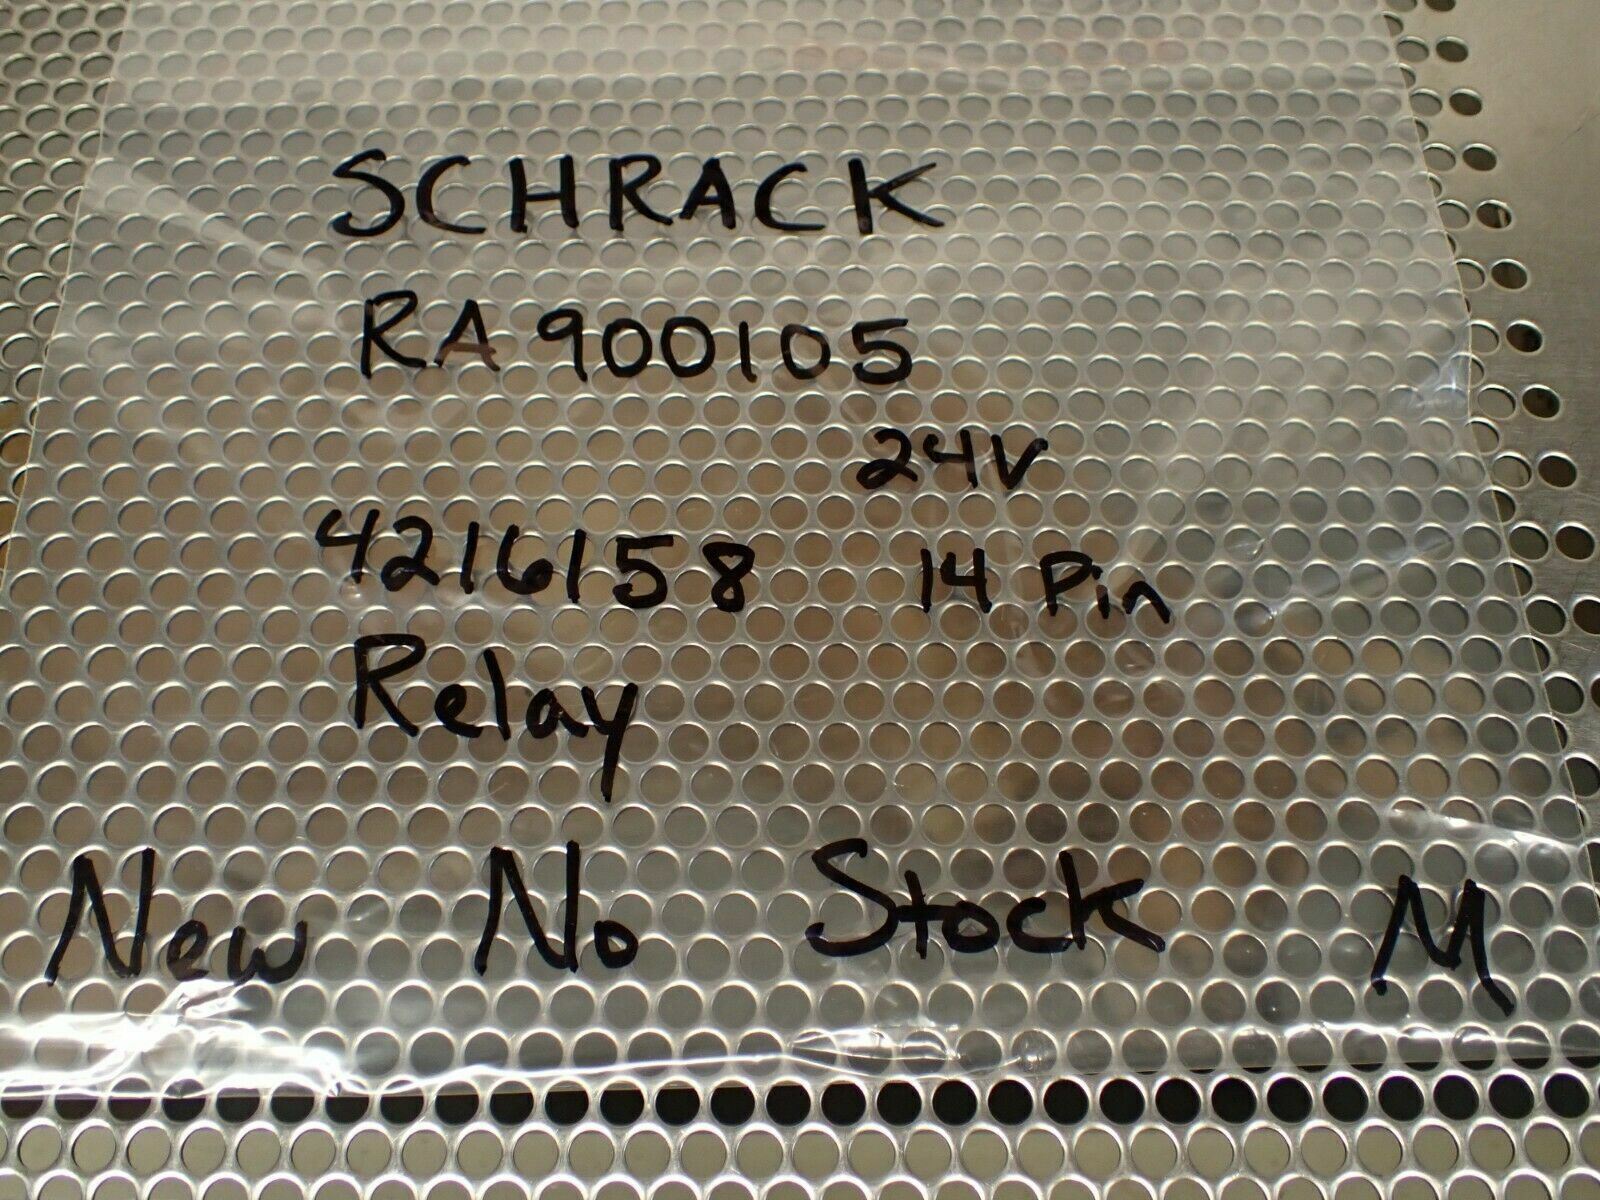 SCHRACK
RA 900105
24V
4216158 14 Pin
Relay
New No Stock M